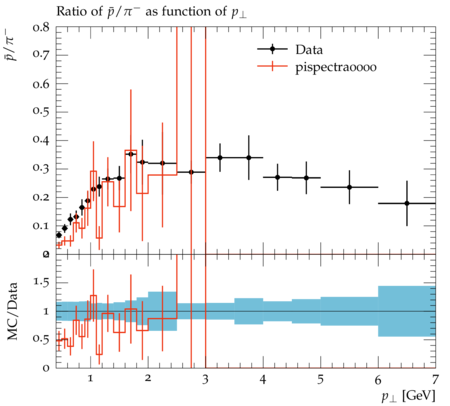 Ratio of p̄/π⁻ as function of p⊥
p̄/π⁻
0.8
0.7
0.6
0.5
0.4
0.3
0.2
0.1
Data
pispectra0000
MC/Data
2
1.5
1
0.5
0
1 2 3 4 5 6 7
p⊥ [GeV]